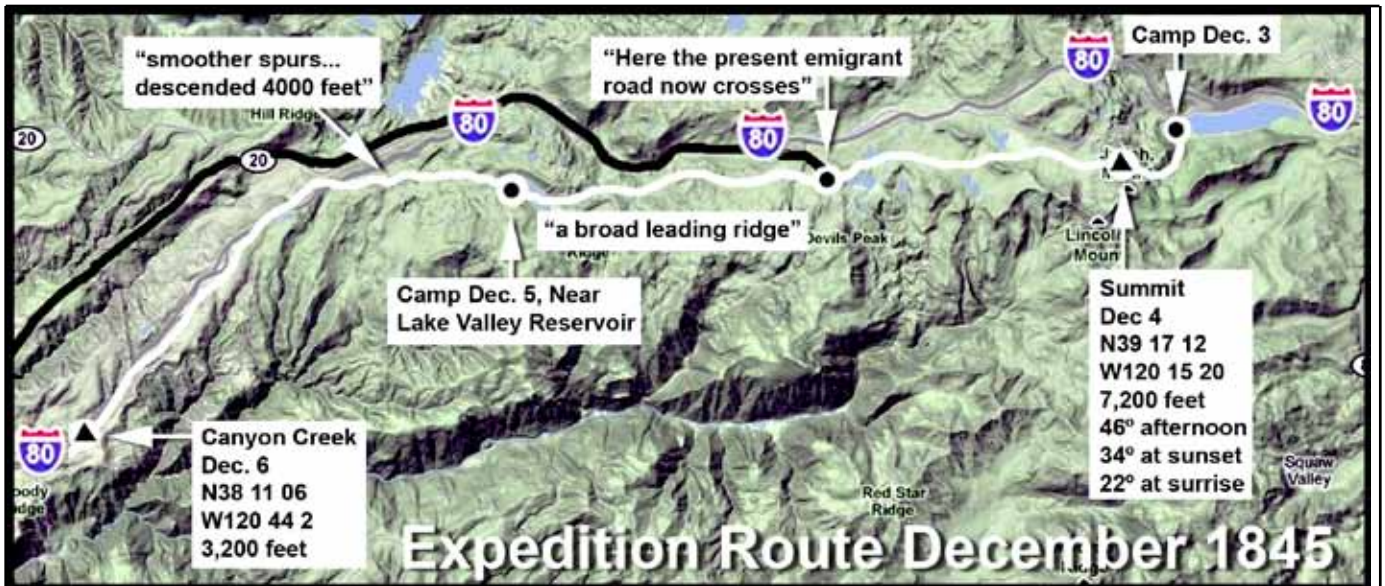 “smoother spurs...
descended 4000 feet”
Hill Ridge
“Here the present emigrant
road now crosses”
Camp Dec. 3
80
80
80
80
20
20
“a broad leading ridge”
Ridge
Devils Peak
Camp Dec. 5, Near
Lake Valley Reservoir
Summit
Dec 4
N39 17 12
W120 15 20
7,200 feet
46º afternoon
34º at sunset
22º at surrise
Canyon Creek
Dec. 6
N38 11 06
W120 44 2
3,200 feet
80
Squaw
Valley
Red Star
Ridge
Expedition Route December 1845